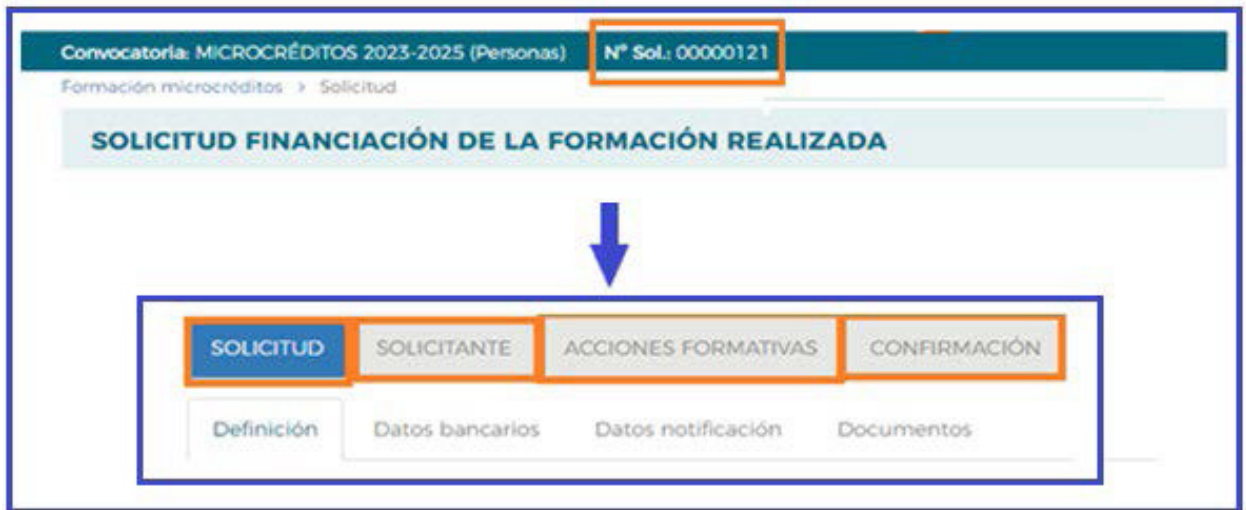 Convocatoria: MICROCRÉDITOS 2023-2025 (Personas) Nº Sol.: 00000121
Formación microcréditos > Solicitud
SOLICITUD FINANCIACIÓN DE LA FORMACIÓN REALIZADA
SOLICITUD SOLICITANTE ACCIONES FORMATIVAS CONFIRMACIÓN
Definición Datos bancarios Datos notificación Documentos